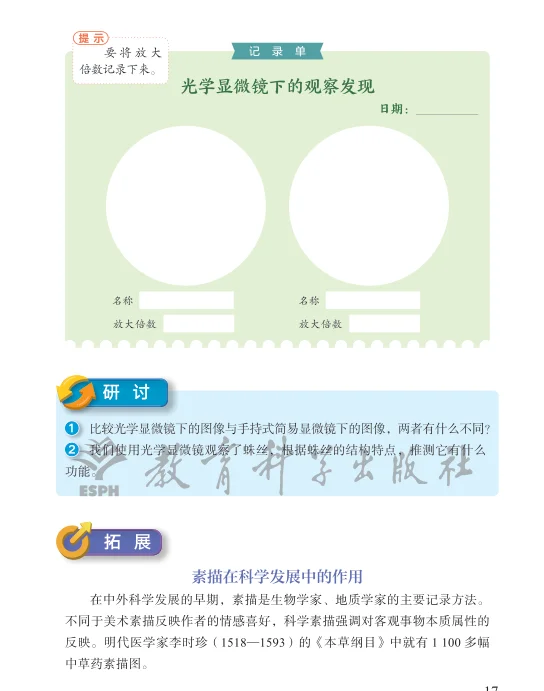 提示
要将放大
倍数记录下来。
记录单
光学显微镜下的观察发现
日期：
名称
名称
放大倍数
放大倍数
研讨
1 比较光学显微镜下的图像与手持式简易显微镜下的图像，两者有什么不同?
2 我们使用光学显微镜观察了蛛丝，根据蛛丝的结构特点，推测它有什么
功能。
ESPH 教育科学出版社
拓展
素描在科学发展中的作用
在中外科学发展的早期，素描是生物学家、地质学家的主要记录方法。
不同于美术素描反映作者的情感喜好，科学素描强调对客观事物本质属性的
反映。明代医学家李时珍（1518—1593）的《本草纲目》中就有 1 100 多幅
中草药素描图。
17